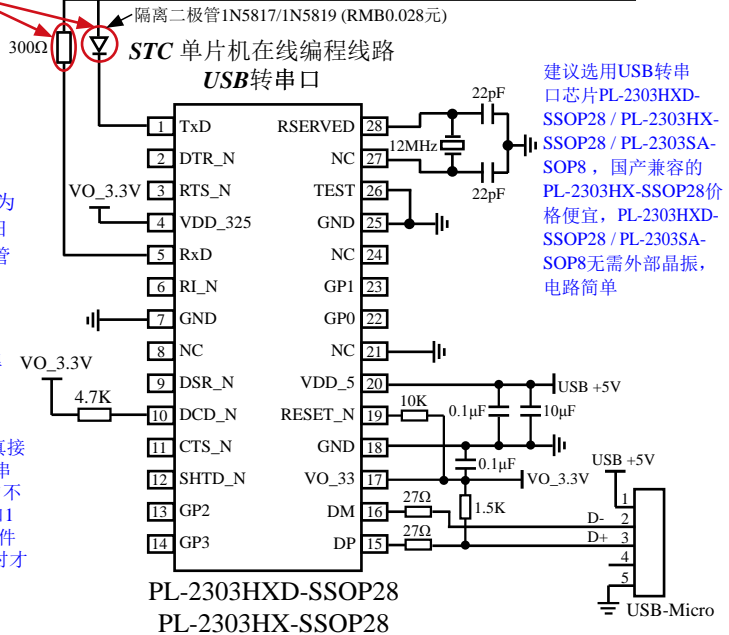 隔离二极管1N5817/1N5819 (RMB0.028元)
300Ω
STC 单片机在线编程线路
USB转串口
建议选用USB转串
口芯片PL-2303HXD-
SSOP28 / PL-2303HX-
SSOP28 / PL-2303SA-
SOP8 ，国产兼容的
PL-2303HX-SSOP28价
格便宜，PL-2303HXD-
SSOP28 / PL-2303SA-
SOP8无需外部晶振，
电路简单
22pF
12MHz
22pF
1 TxD
RSERVED 28
2 DTR_N
NC 27
VO_3.3V
3 RTS_N
TEST 26
4 VDD_325
GND 25
5 RxD
NC 24
6 RI_N
GP1 23
7 GND
GP0 22
8 NC
NC 21
VO_3.3V
9 DSR_N
VDD_5 20
USB +5V
4.7K
10 DCD_N
RESET_N 19
10K
0.1μF
10μF
11 CTS_N
GND 18
0.1μF
12 SHTD_N
VO_33 17
VO_3.3V
13 GP2
DM 16
27Ω
1.5K
14 GP3
DP 15
27Ω
USB +5V
1
D- 2
D+ 3
4
5
USB-Micro
PL-2303HXD-SSOP28
PL-2303HX-SSOP28
为
管
接
串
不
1
件
时才